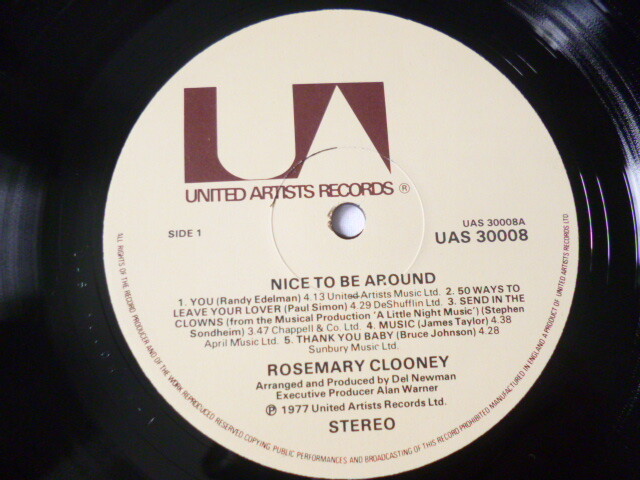 UA
UNITED ARTISTS RECORDS ®
SIDE 1
UAS 30008A
UAS 30008
NICE TO BE AROUND
1. YOU (Randy Edelman) 4.13 United Artists Music Ltd. 2. 50 WAYS TO
LEAVE YOUR LOVER (Paul Simon) 4.29 DeShufflin Ltd. 3. SEND IN THE
CLOWNS (from the Musical Production 'A Little Night Music') (Stephen
Sondheim) 3.47 Chappell & Co. Ltd. 4. MUSIC (James Taylor) 4.38
April Music Ltd. 5. THANK YOU BABY (Bruce Johnson) 4.28
Sunbury Music Ltd.
ROSEMARY CLOONEY
Arranged and Produced by Del Newman
Executive Producer Alan Warner
℗ 1977 United Artists Records Ltd.
STEREO
ALL RIGHTS OF THE RECORD PRODUCER AND OF THE WORK REPRODUCED RESERVED COPYING PUBLIC PERFORMANCES AND BROADCASTING OF THIS RECORD PROHIBITED MANUFACTURED IN ENGLAND A PRODUCT OF UNITED ARTISTS RECORDS LTD